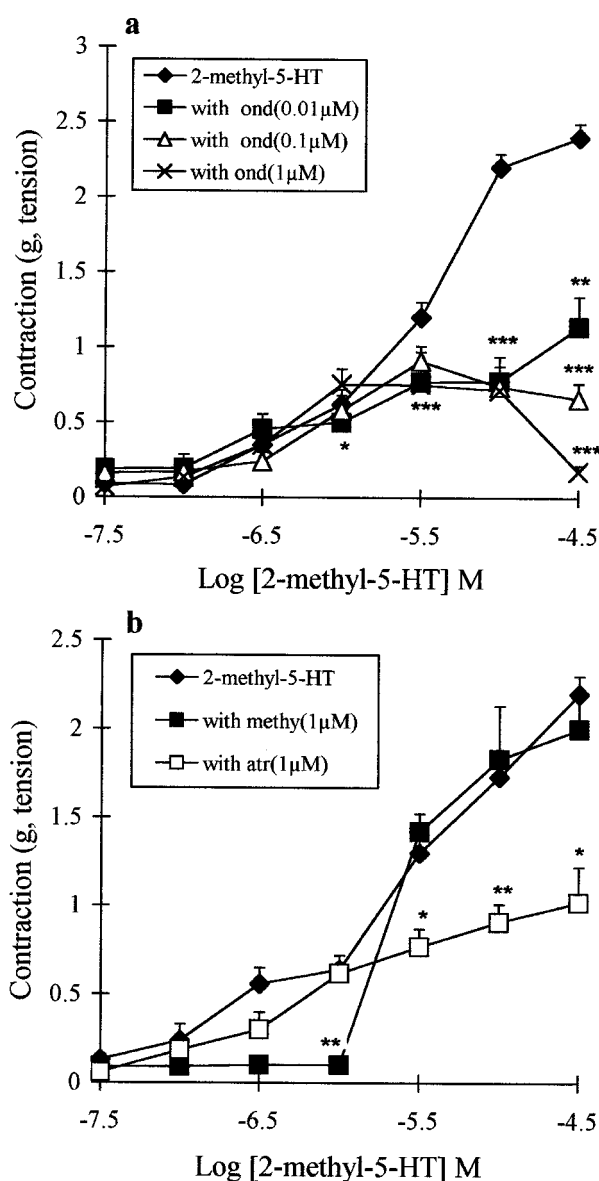 a
3
2.5
2
1.5
1
0.5
0
Contraction (g, tension)
2-methyl-5-HT
with ond(0.01µM)
with ond(0.1µM)
with ond(1µM)
*
***
***
**
***
***
-7.5 -6.5 -5.5 -4.5
Log [2-methyl-5-HT] M
b
2.5
2
1.5
1
0.5
0
Contraction (g, tension)
2-methyl-5-HT
with methy(1µM)
with atr(1µM)
**
*
**
*
-7.5 -6.5 -5.5 -4.5
Log [2-methyl-5-HT] M